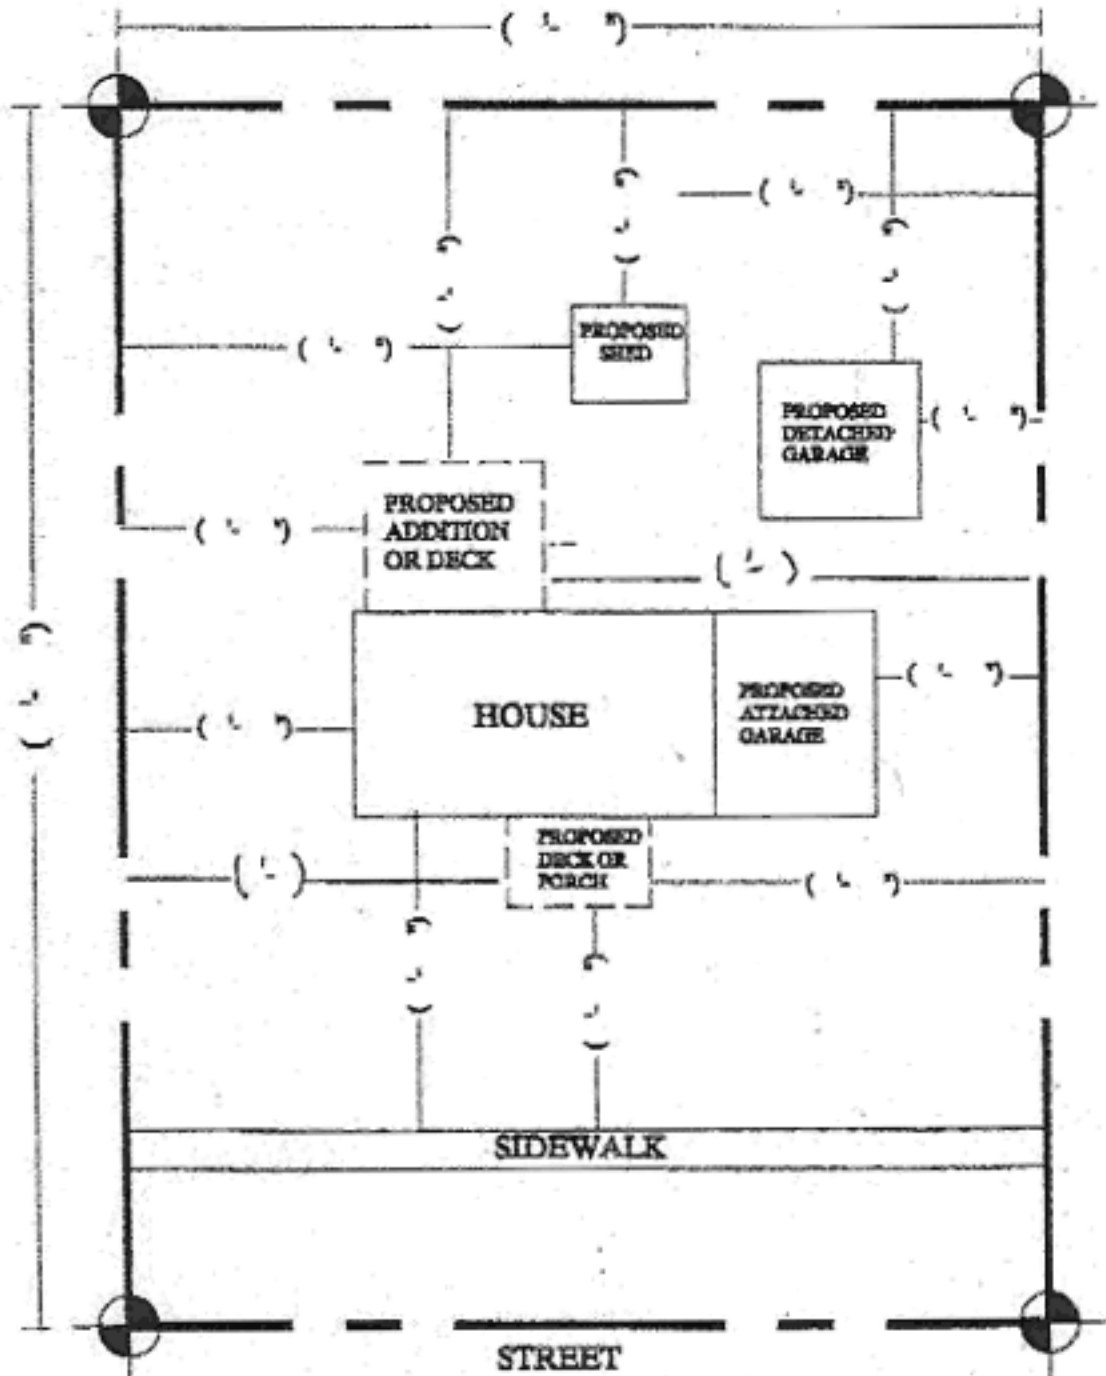 ( '- ")
( '- ")
( '- ")
( '- ")
( '- ")
( '- ")
PROPOSED
SHED
( '- ")
PROPOSED
DETACHED
GARAGE
( '- ")
PROPOSED
ADDITION
OR DECK
( '- ")
( '- )
( '- ")
HOUSE
PROPOSED
ATTACHED
GARAGE
( '- ")
( '- ")
PROPOSED
DECK OR
PORCH
( '- )
( '- ")
( '- ")
( '- ")
SIDEWALK
STREET